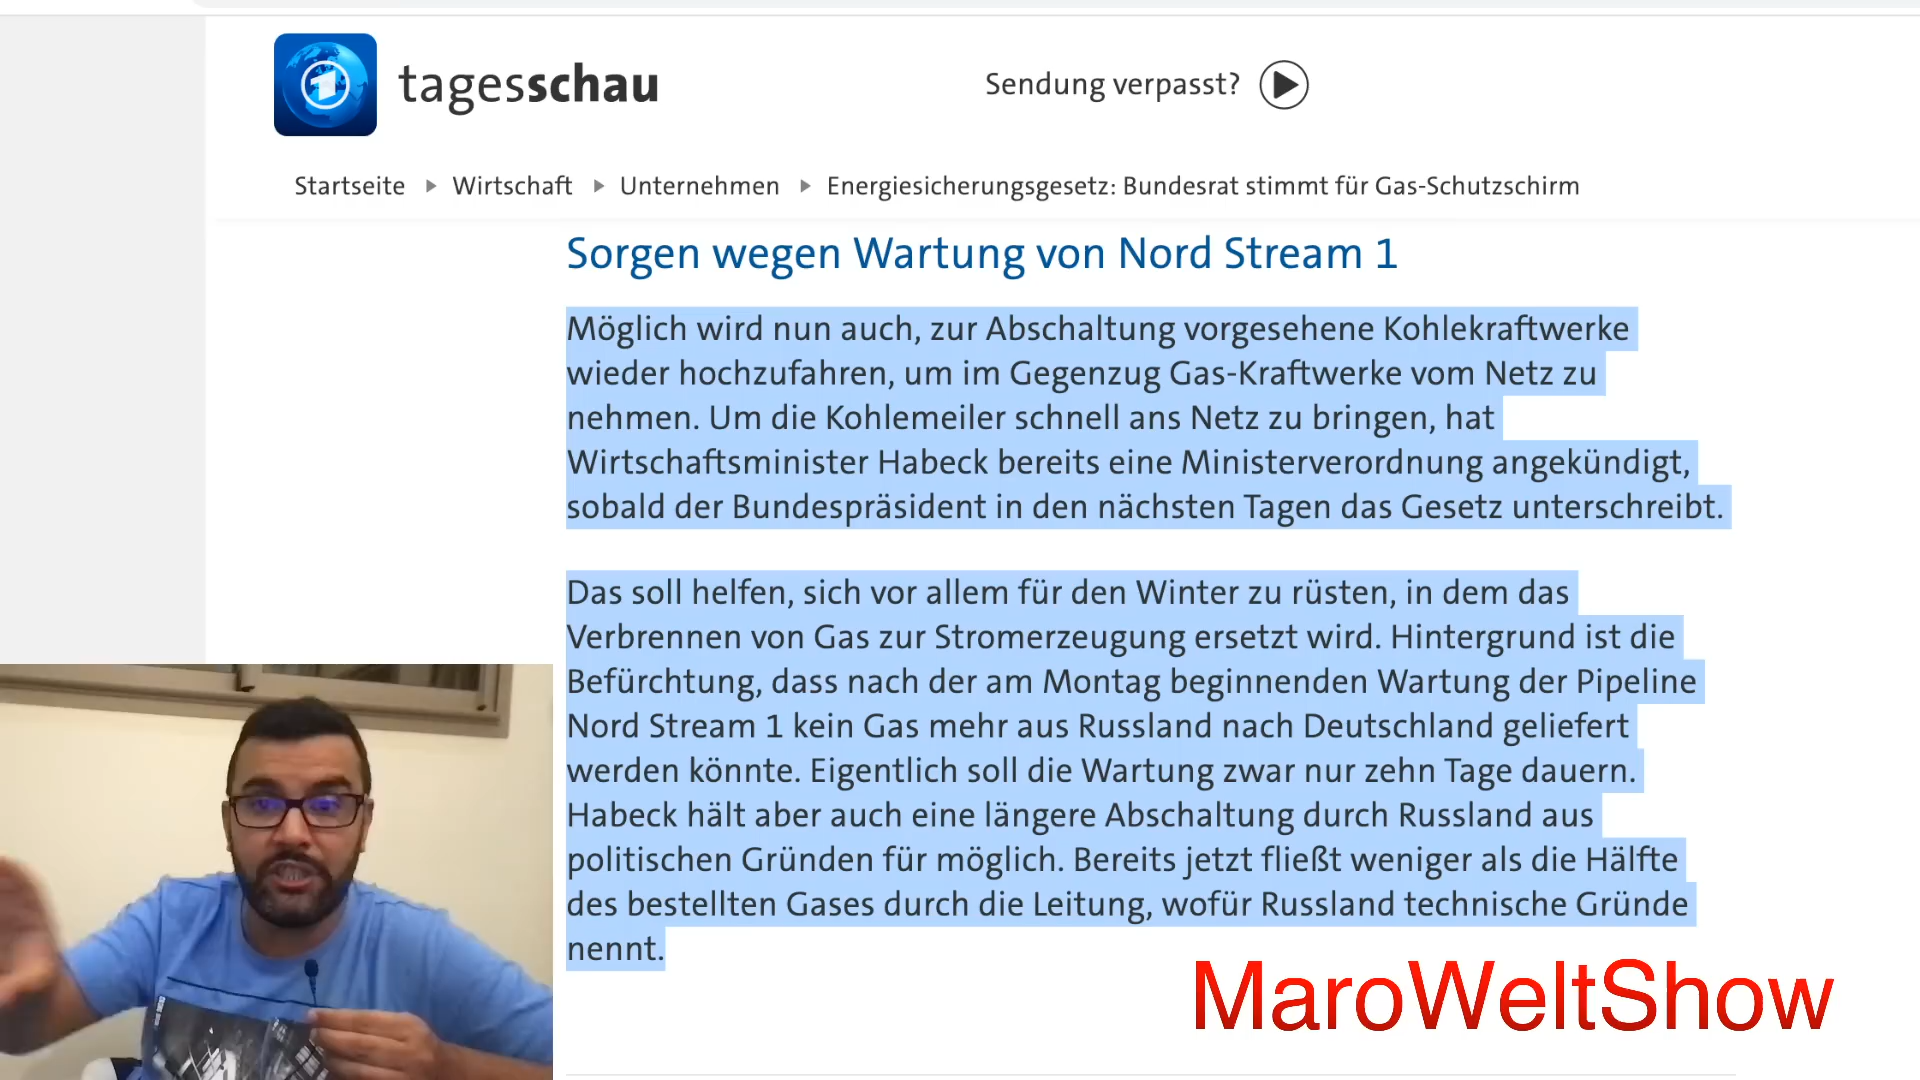 tagesschau
Sendung verpasst?
Startseite Wirtschaft Unternehmen Energiesicherungsgesetz: Bundesrat stimmt für Gas-Schutzschirm
Sorgen wegen Wartung von Nord Stream 1
Möglich wird nun auch, zur Abschaltung vorgesehene Kohlekraftwerke
wieder hochzufahren, um im Gegenzug Gas-Kraftwerke vom Netz zu
nehmen. Um die Kohlemeiler schnell ans Netz zu bringen, hat
Wirtschaftsminister Habeck bereits eine Ministerverordnung angekündigt,
sobald der Bundespräsident in den nächsten Tagen das Gesetz unterschreibt.
Das soll helfen, sich vor allem für den Winter zu rüsten, in dem das
Verbrennen von Gas zur Stromerzeugung ersetzt wird. Hintergrund ist die
Befürchtung, dass nach der am Montag beginnenden Wartung der Pipeline
Nord Stream 1 kein Gas mehr aus Russland nach Deutschland geliefert
werden könnte. Eigentlich soll die Wartung zwar nur zehn Tage dauern.
Habeck hält aber auch eine längere Abschaltung durch Russland aus
politischen Gründen für möglich. Bereits jetzt fließt weniger als die Hälfte
des bestellten Gases durch die Leitung, wofür Russland technische Gründe
nennt.
MaroWeltShow